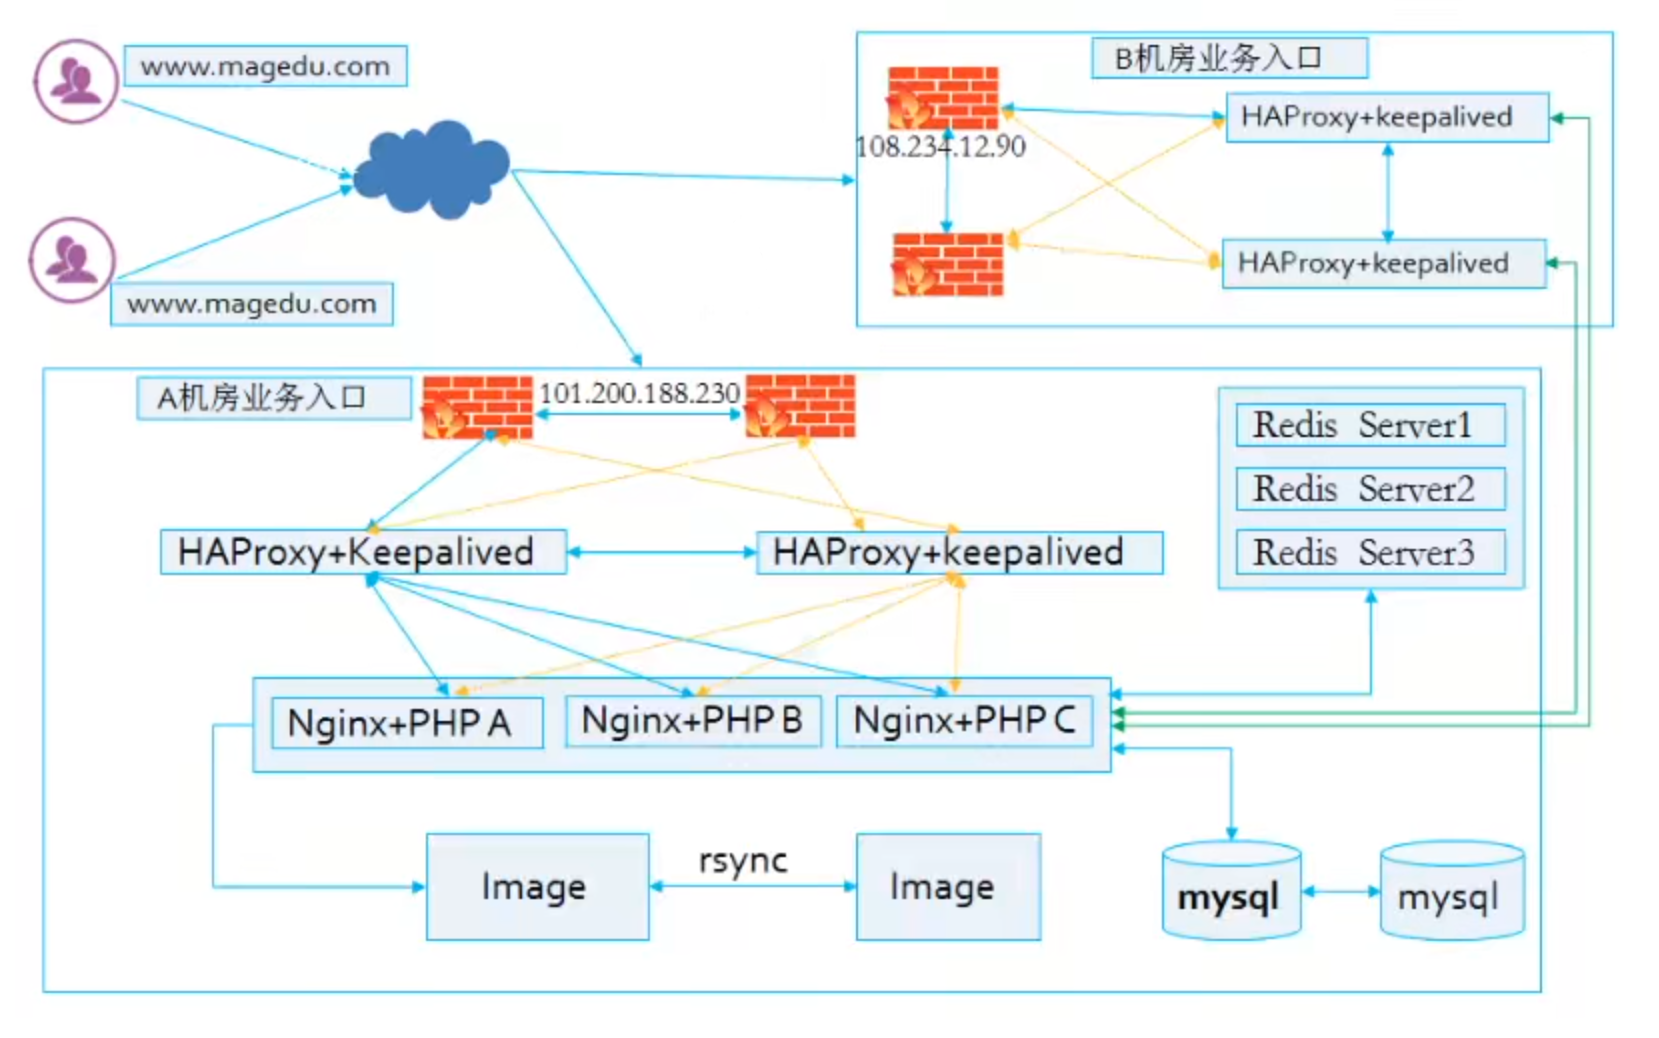 www.magedu.com
B机房业务入口
HAProxy+keepalived
108.234.12.90
HAProxy+keepalived
www.magedu.com
A机房业务入口
101.200.188.230
Redis Server1
Redis Server2
Redis Server3
HAProxy+Keepalived
HAProxy+keepalived
Nginx+PHP A
Nginx+PHP B
Nginx+PHP C
Image
rsync
Image
mysql
mysql